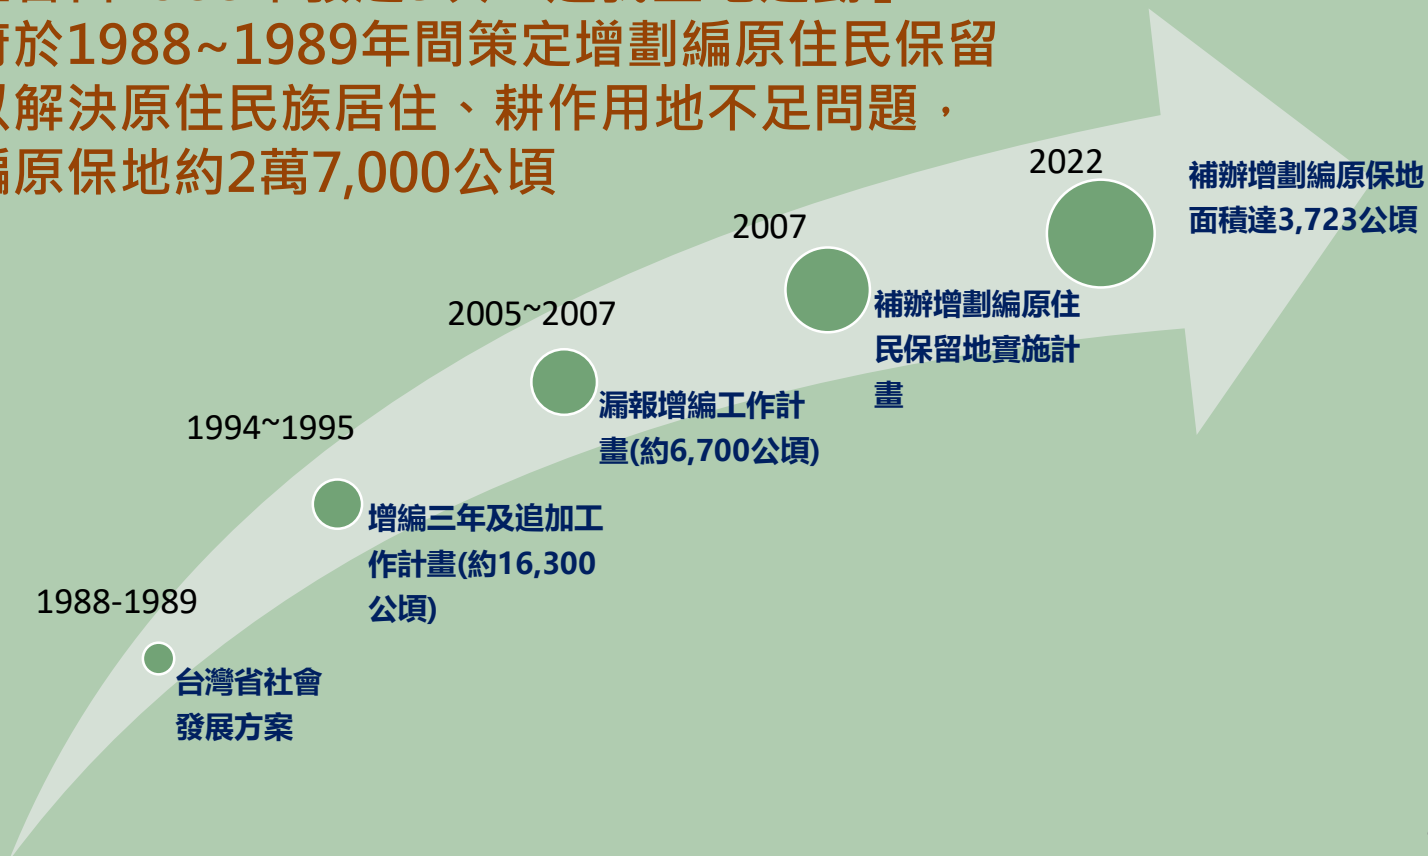 府於1988~1989年間策定增劃編原住民保留
以解決原住民族居住、耕作用地不足問題，
編原保地約2萬7,000公頃
2022
補辦增劃編原保地
面積達3,723公頃
2007
補辦增劃編原住
民保留地實施計
畫
2005~2007
漏報增編工作計
畫(約6,700公頃)
1994~1995
增編三年及追加工
作計畫(約16,300
公頃)
1988-1989
台灣省社會
發展方案